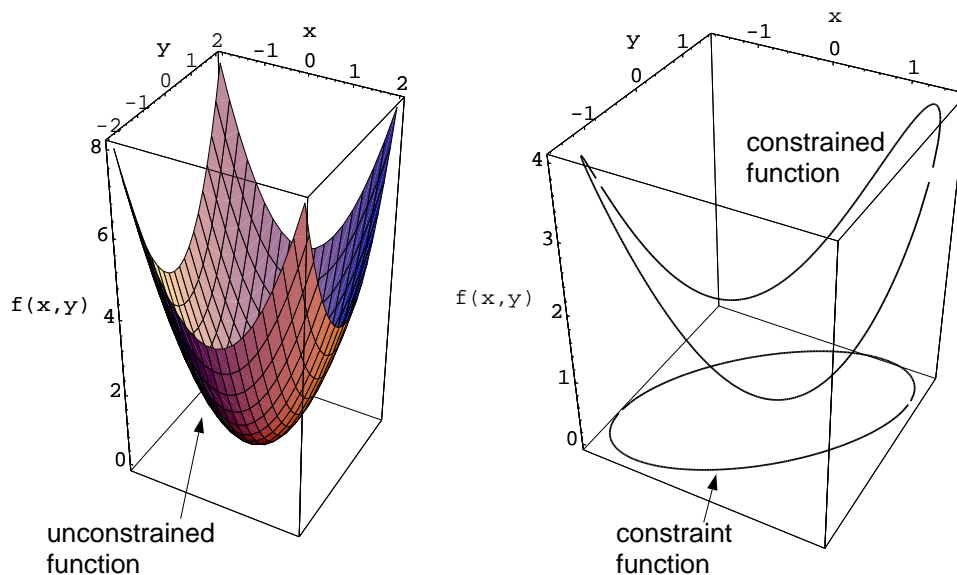 x
y
2
-1
0
1
2
1
0
-1
-2
8
6
f(x,y)
4
2
0
unconstrained
function
x
y
-1
0
1
1
0
-1
constrained
function
4
3
f(x,y)
2
1
0
constraint
function